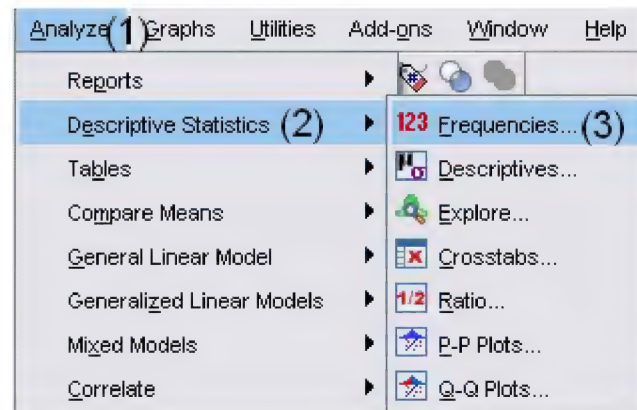 Analyze (1) Graphs Utilities Add-ons Window Help
Reports
Descriptive Statistics (2)
Tables
Compare Means
General Linear Model
Generalized Linear Models
Mixed Models
Correlate
123 Frequencies... (3)
μσ Descriptives...
Explore...
Crosstabs...
1/2 Ratio...
P-P Plots...
Q-Q Plots...